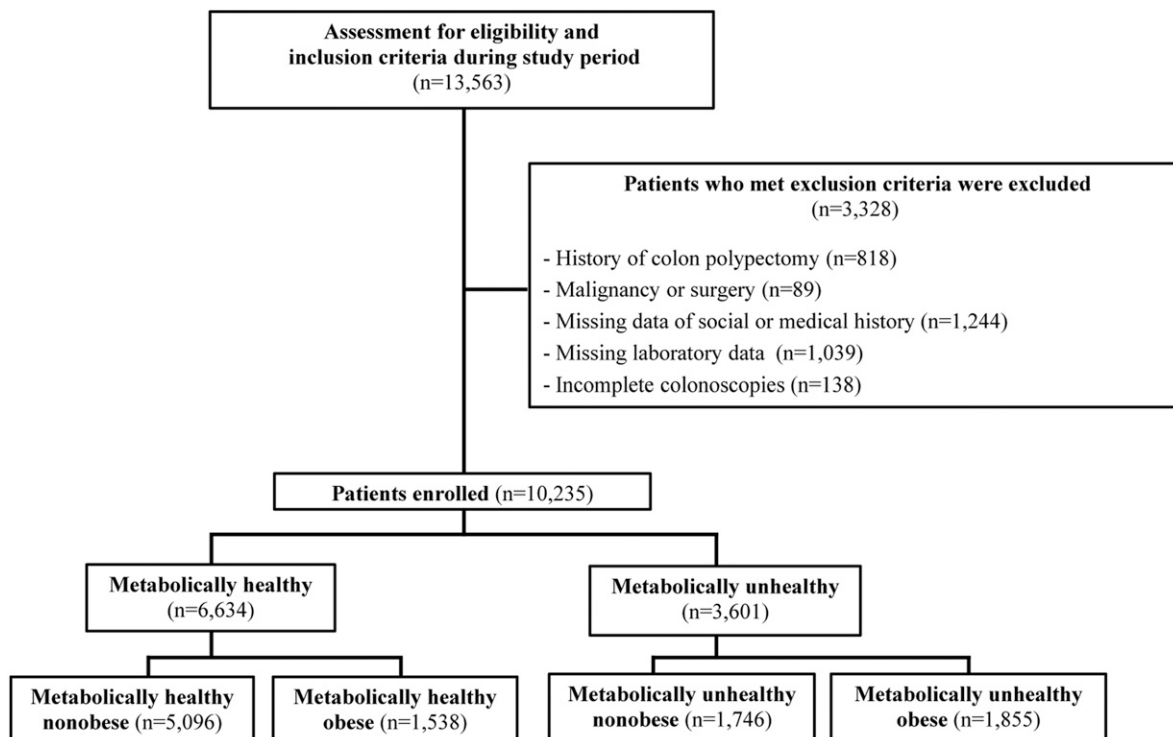 Assessment for eligibility and
inclusion criteria during study period
(n=13,563)
Patients who met exclusion criteria were excluded
(n=3,328)
- History of colon polypectomy (n=818)
- Malignancy or surgery (n=89)
- Missing data of social or medical history (n=1,244)
- Missing laboratory data (n=1,039)
- Incomplete colonoscopies (n=138)
Patients enrolled (n=10,235)
Metabolically healthy
(n=6,634)
Metabolically unhealthy
(n=3,601)
Metabolically healthy
nonobese (n=5,096)
Metabolically healthy
obese (n=1,538)
Metabolically unhealthy
nonobese (n=1,746)
Metabolically unhealthy
obese (n=1,855)